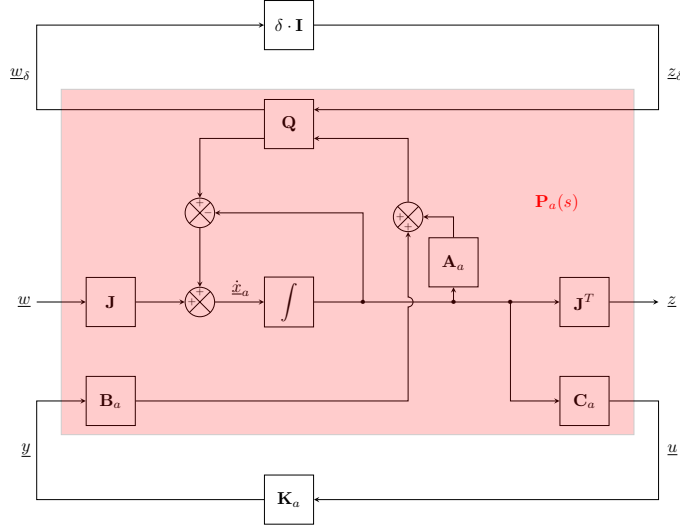 δ · I
w_δ
z_δ
Q
+
−
+
+
P_a(s)
A_a
w
J
+
+
ẋ_a
∫
J^T
z
B_a
C_a
y
u
K_a